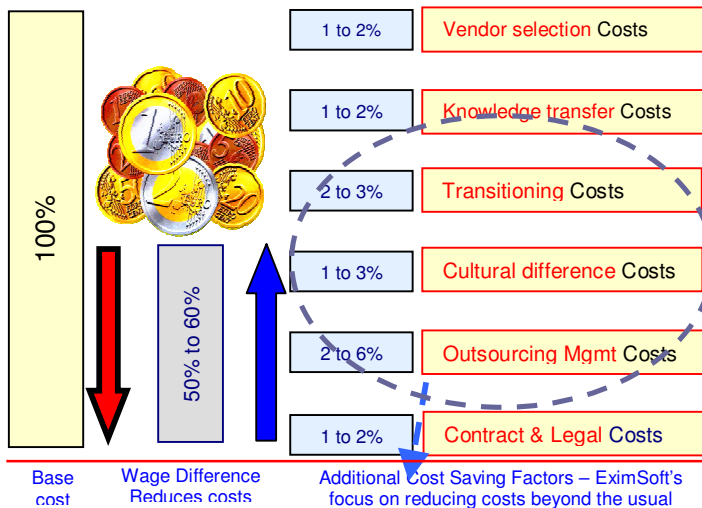 1 to 2%
Vendor selection Costs
1 to 2%
Knowledge transfer Costs
2 to 3%
Transitioning Costs
1 to 3%
Cultural difference Costs
2 to 6%
Outsourcing Mgmt Costs
1 to 2%
Contract & Legal Costs
100%
50% to 60%
Base
cost
Wage Difference
Reduces costs
Additional Cost Saving Factors – EximSoft's
focus on reducing costs beyond the usual